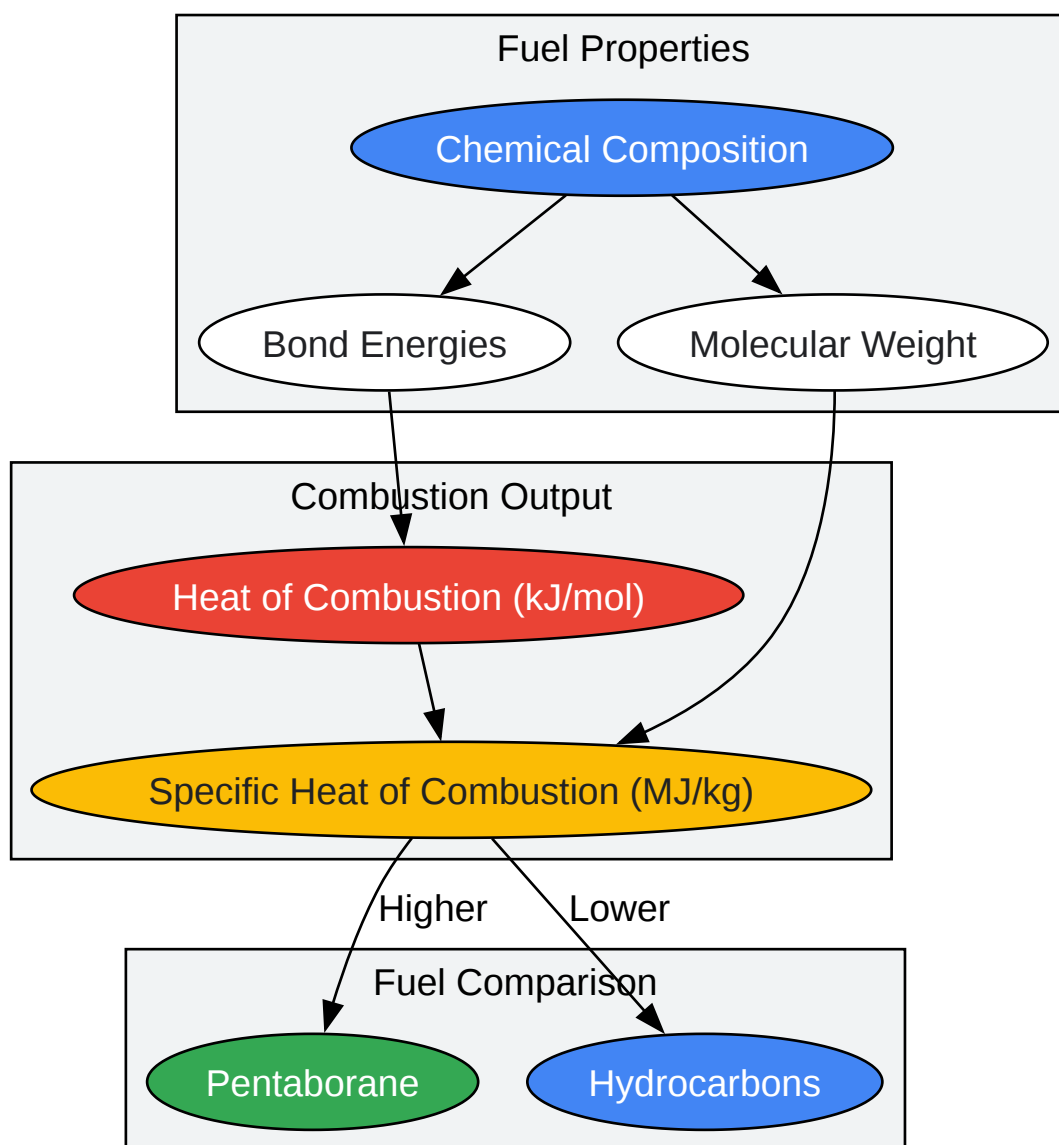 Fuel Properties
Chemical Composition
Bond Energies
Molecular Weight
Combustion Output
Heat of Combustion (kJ/mol)
Specific Heat of Combustion (MJ/kg)
Higher
Lower
Fuel Comparison
Pentaborane
Hydrocarbons